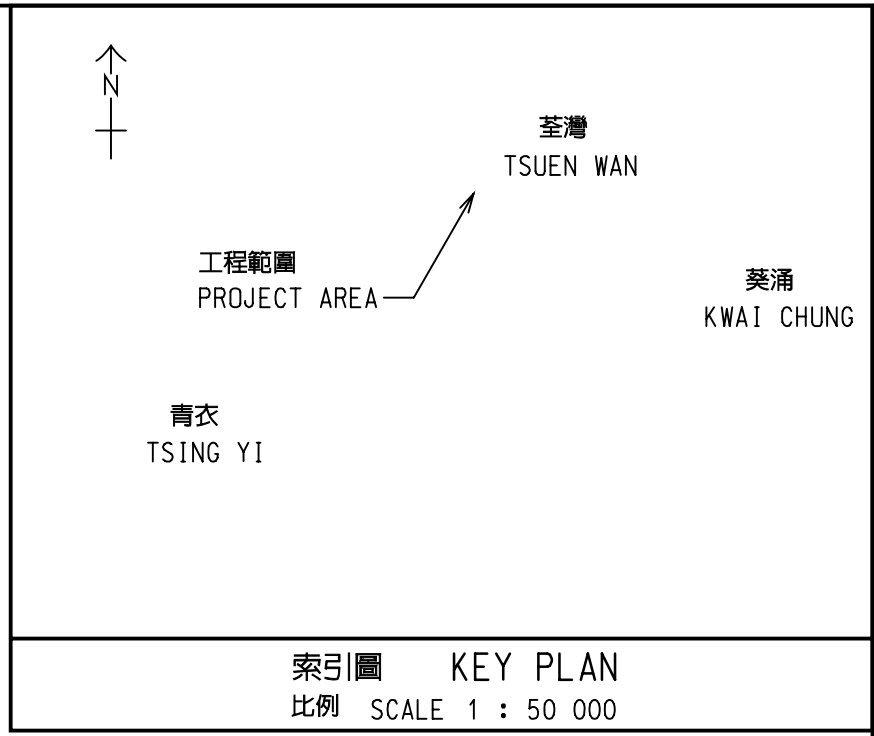 N
荃灣
TSUEN WAN
工程範圍
PROJECT AREA
葵涌
KWAI CHUNG
青衣
TSING YI
索引圖 KEY PLAN
比例 SCALE 1 : 50 000